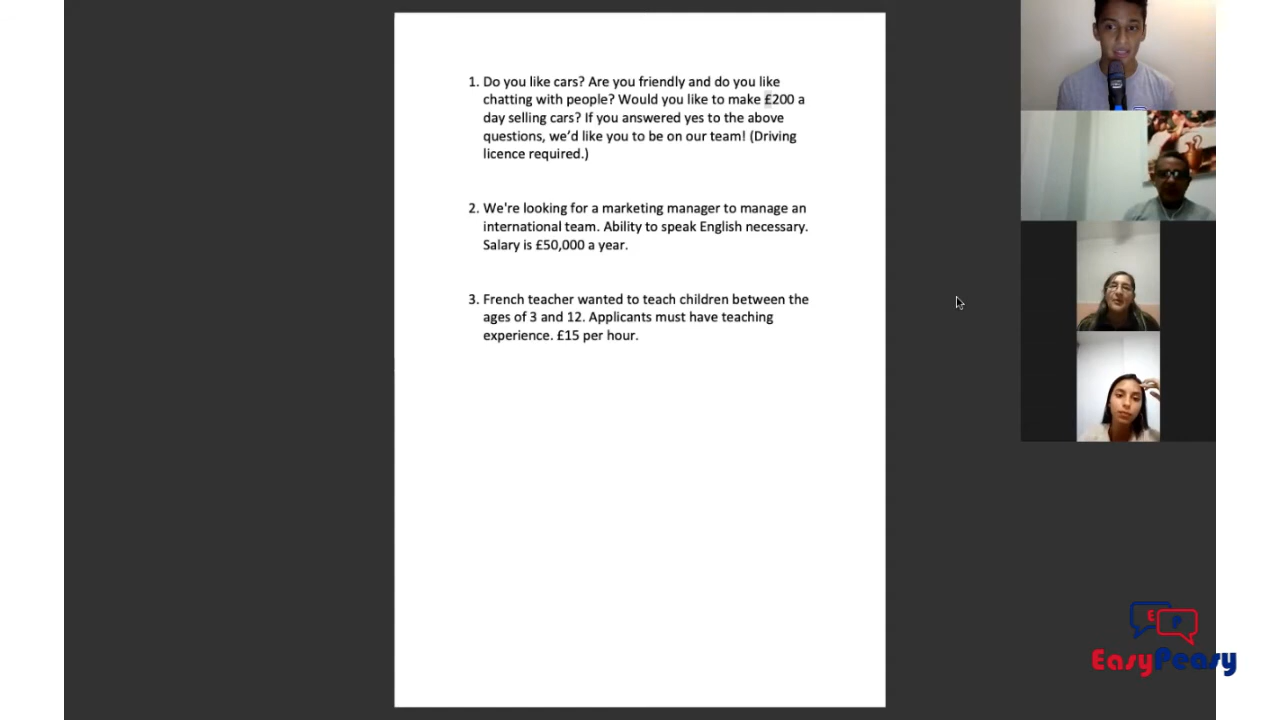 1. Do you like cars? Are you friendly and do you like
chatting with people? Would you like to make £200 a
day selling cars? If you answered yes to the above
questions, we’d like you to be on our team! (Driving
licence required.)
2. We're looking for a marketing manager to manage an
international team. Ability to speak English necessary.
Salary is £50,000 a year.
3. French teacher wanted to teach children between the
ages of 3 and 12. Applicants must have teaching
experience. £15 per hour.
E P
EasyPeasy